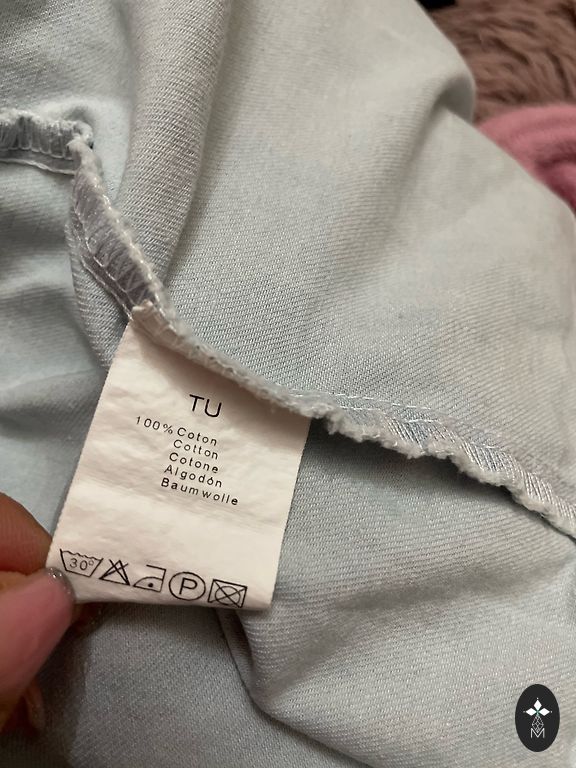 TU
100% Coton
Cotton
Cotone
Algodón
Baumwolle
30°
P
M